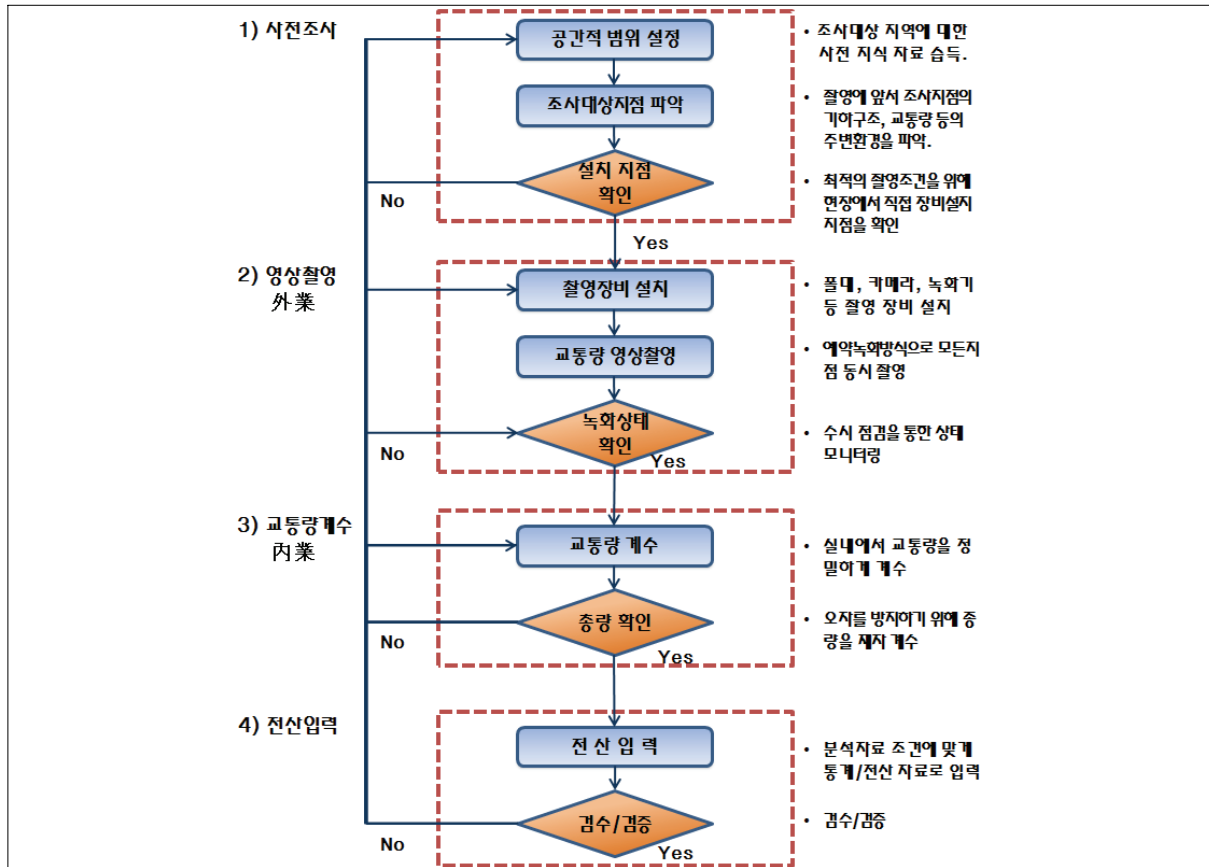 1) 사전조사
공간적 범위 설정
• 조사대상 지역에 대한
사전 지식 자료 습득.
조사대상지점 파악
• 촬영에 앞서 조사지점의
기하구조, 교통량 등의
주변환경을 파악.
설치 지점
확인
No
• 최적의 촬영조건을 위해
현장에서 직접 장비설치
지점을 확인
Yes
2) 영상촬영
外業
촬영장비 설치
• 폴대, 카메라, 녹화기
등 촬영 장비 설치
교통량 영상촬영
• 예약녹화방식으로 모든지
점 동시 촬영
녹화상태
확인
No
Yes
• 수시 점검을 통한 상태
모니터링
3) 교통량계수
內業
교통량 계수
• 실내에서 교통량을 정
밀하게 계수
총량 확인
No
Yes
• 오차를 방지하기 위해 총
량을 재차 계수
4) 전산입력
전 산 입 력
• 분석자료 조건에 맞게
통계/전산 자료로 입력
검수/검증
No
Yes
• 검수/검증